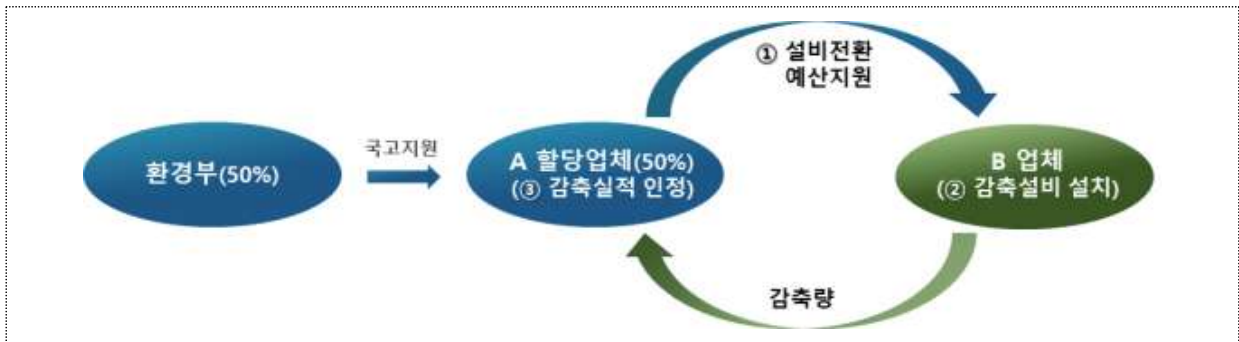 ① 설비전환
예산지원
환경부(50%)
국고지원
A 할당업체(50%)
(③ 감축실적 인정)
B 업체
(② 감축설비 설치)
감축량